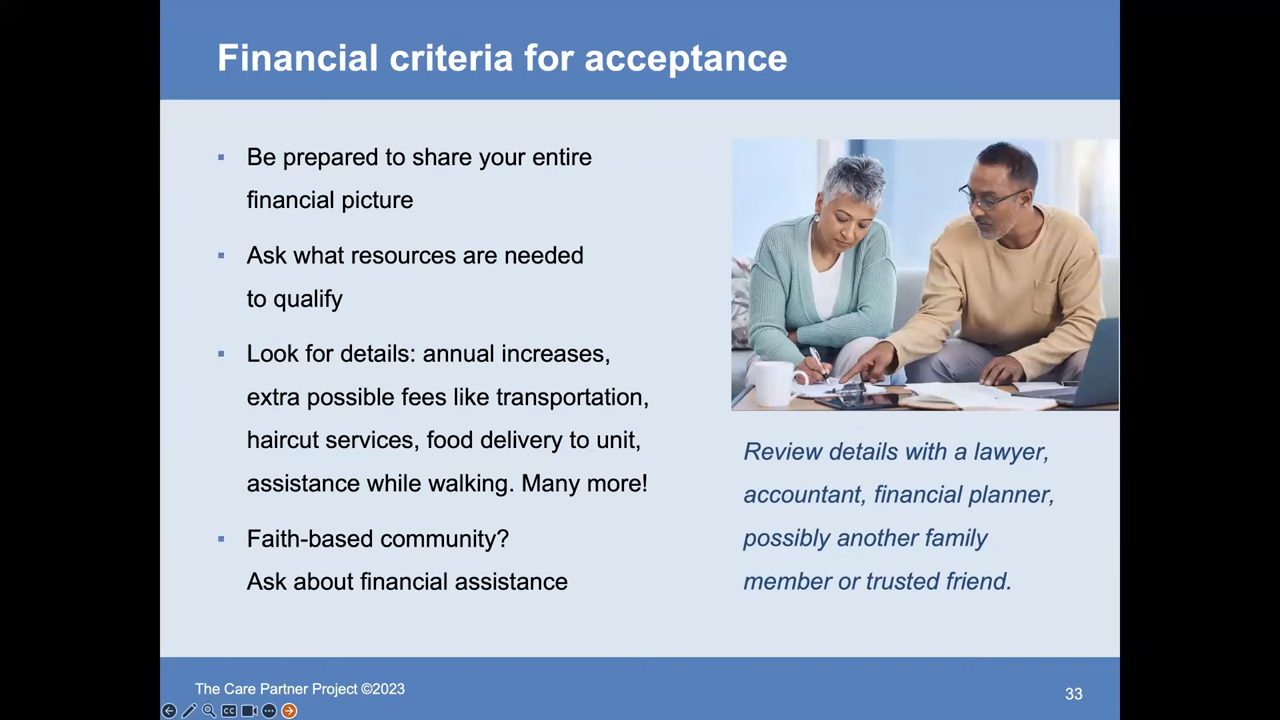 Financial criteria for acceptance
▪ Be prepared to share your entire
financial picture
▪ Ask what resources are needed
to qualify
▪ Look for details: annual increases,
extra possible fees like transportation,
haircut services, food delivery to unit,
assistance while walking. Many more!
▪ Faith-based community?
Ask about financial assistance
Review details with a lawyer,
accountant, financial planner,
possibly another family
member or trusted friend.
The Care Partner Project ©2023
33
CC